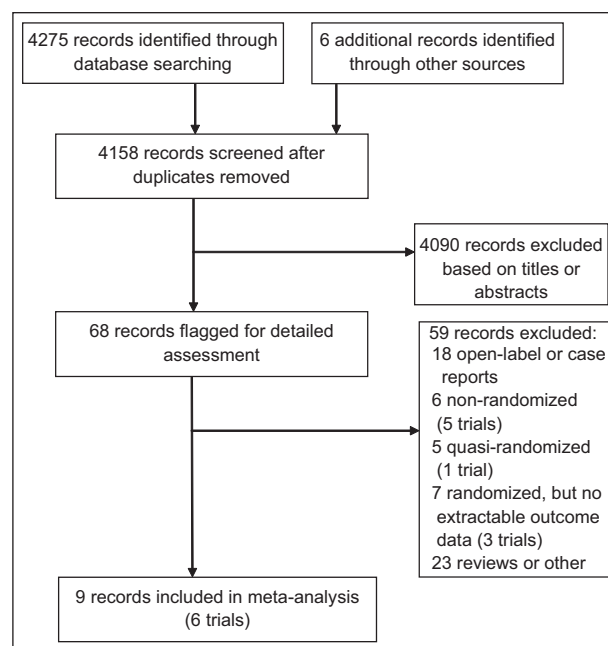 4275 records identified through
database searching
6 additional records identified
through other sources
4158 records screened after
duplicates removed
4090 records excluded
based on titles or
abstracts
68 records flagged for detailed
assessment
59 records excluded:
18 open-label or case
reports
6 non-randomized
(5 trials)
5 quasi-randomized
(1 trial)
7 randomized, but no
extractable outcome
data (3 trials)
23 reviews or other
9 records included in meta-analysis
(6 trials)